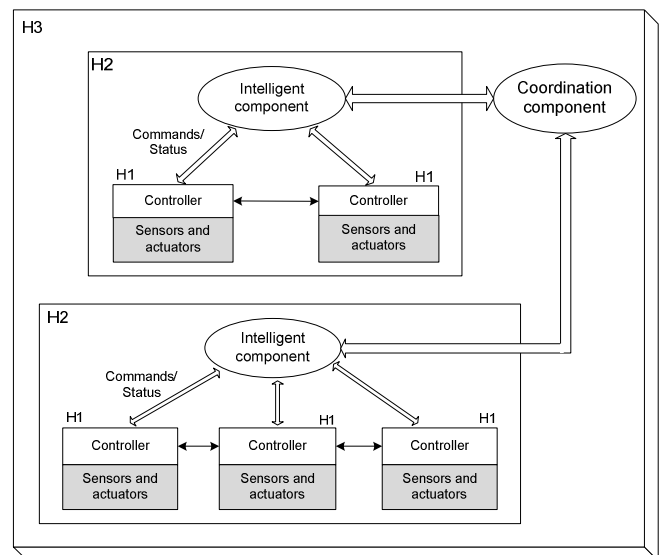 H3
H2
Intelligent
component
Coordination
component
Commands/
Status
H1
H1
Controller
Controller
Sensors and
actuators
Sensors and
actuators
H2
Intelligent
component
Commands/
Status
H1
H1
H1
Controller
Controller
Controller
Sensors and
actuators
Sensors and
actuators
Sensors and
actuators